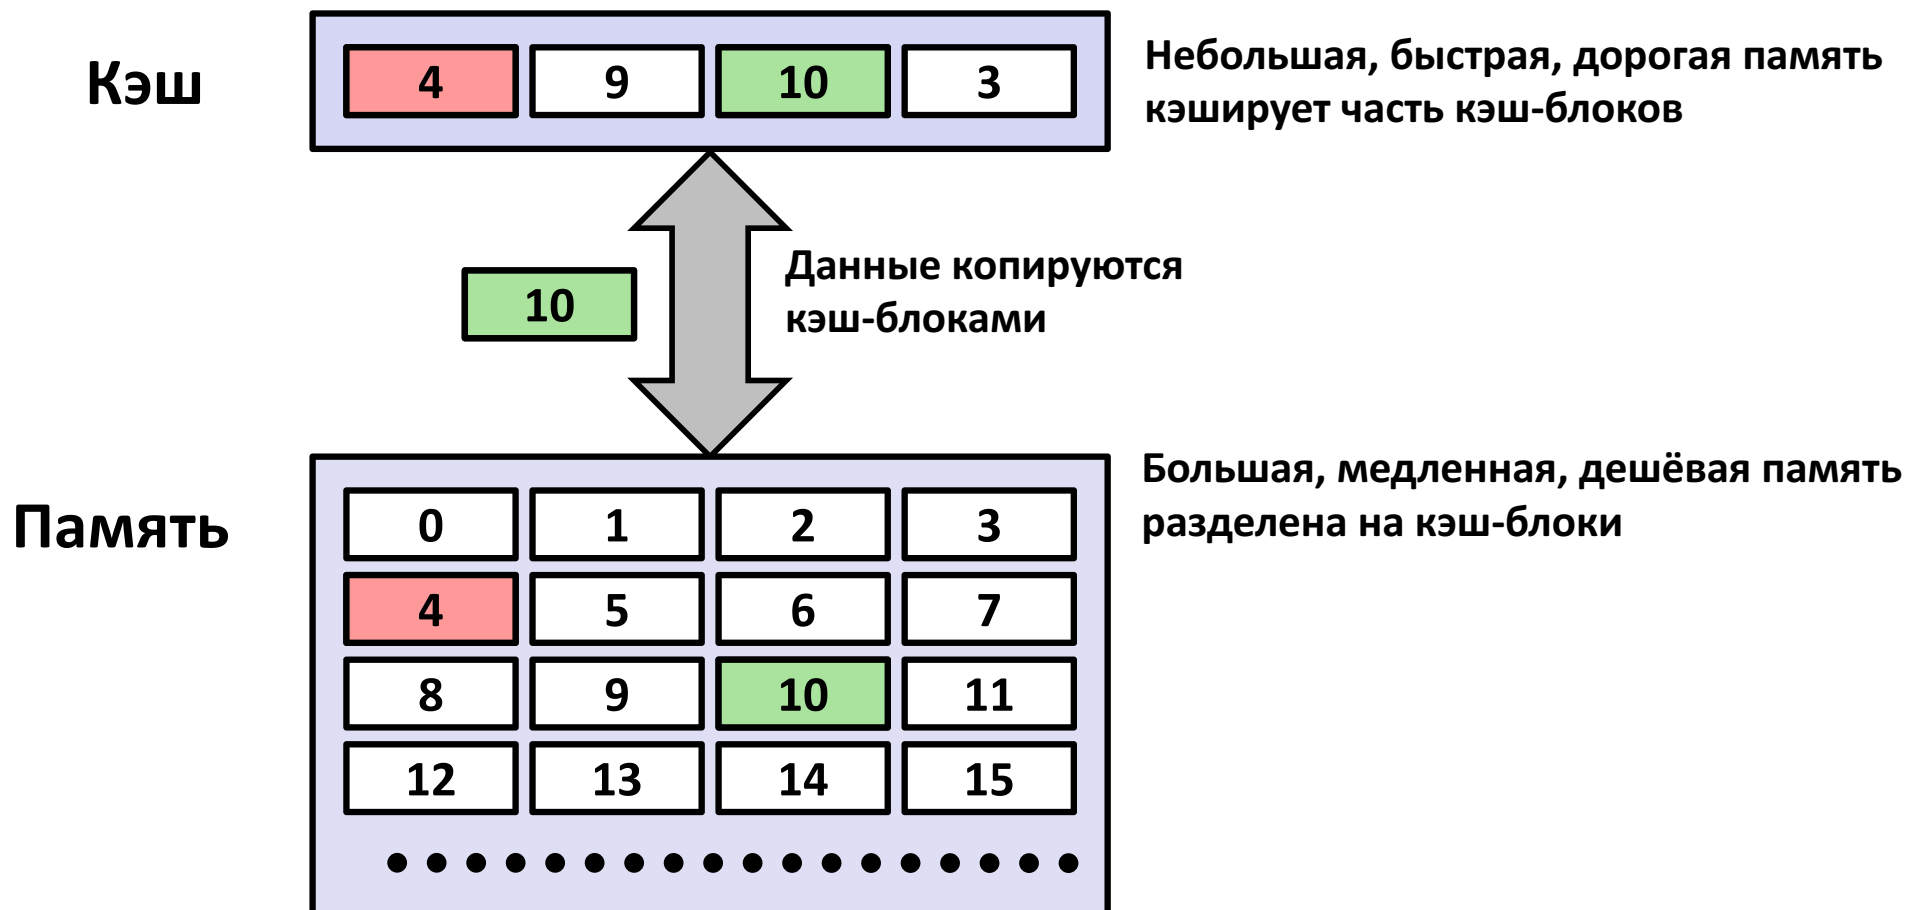 Кэш
4 9 10 3
Небольшая, быстрая, дорогая память
кэширует часть кэш-блоков
10
Данные копируются
кэш-блоками
Память
0 1 2 3
4 5 6 7
8 9 10 11
12 13 14 15
Большая, медленная, дешёвая память
разделена на кэш-блоки